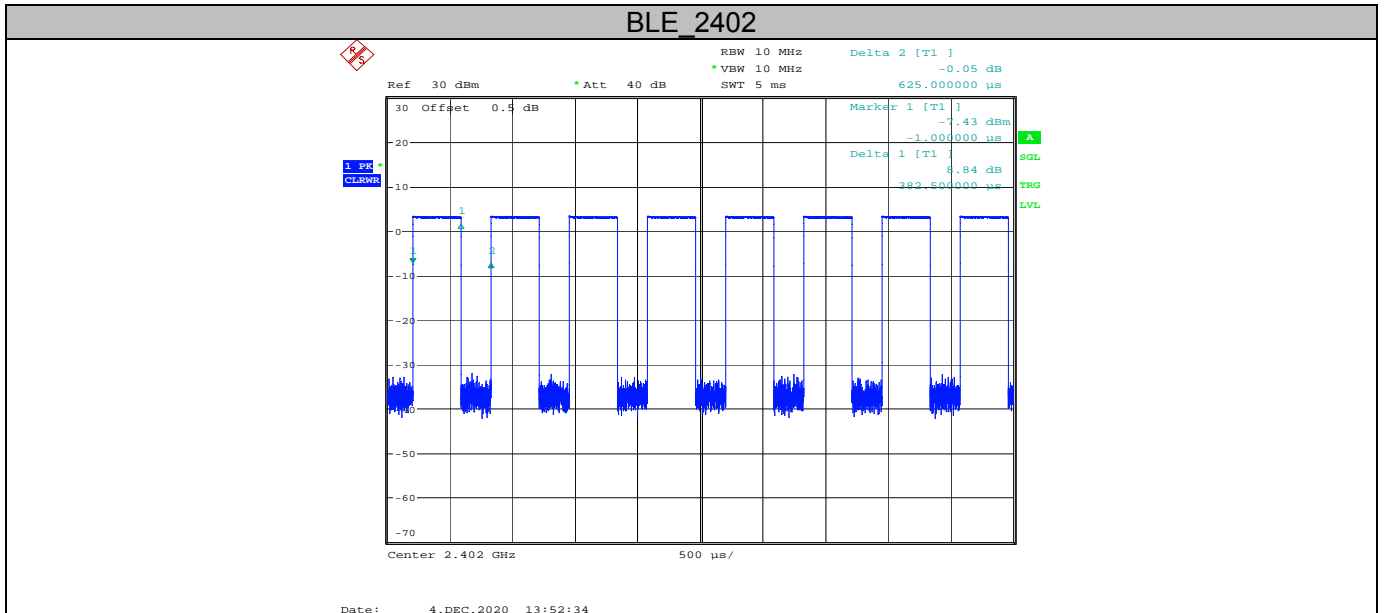 BLE_2402
R S
RBW 10 MHz Delta 2 [T1 ]
*VBW 10 MHz -0.05 dB
Ref 30 dBm *Att 40 dB SWT 5 ms 625.000000 µs
30 Offset 0.5 dB Marker 1 [T1 ]
-7.43 dBm
-1.000000 µs A
20
Delta 1 [T1 ] SGL
1 PK * 8.84 dB
CLRWR 10 382.500000 µs TRG
LVL
1
0
1 2
-10
-20
-30
-40
-50
-60
-70
Center 2.402 GHz 500 µs/
Date: 4.DEC.2020 13:52:34